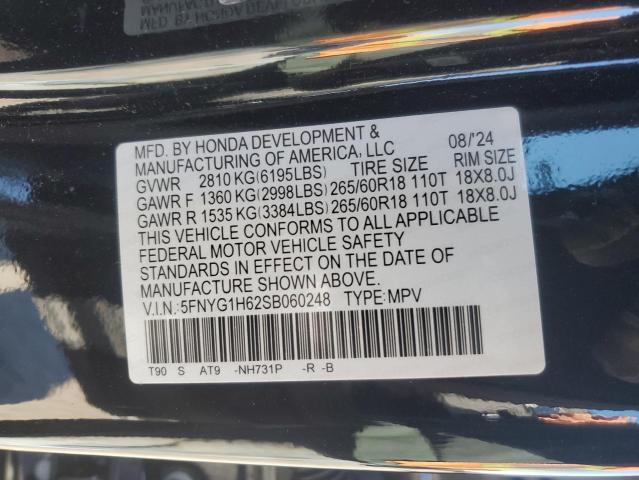 MFD. BY HONDA DEVELOPMENT & 08/'24
MANUFACTURING OF AMERICA, LLC
GVWR 2810 KG(6195LBS) TIRE SIZE RIM SIZE
GAWR F 1360 KG(2998LBS) 265/60R18 110T 18X8.0J
GAWR R 1535 KG(3384LBS) 265/60R18 110T 18X8.0J
THIS VEHICLE CONFORMS TO ALL APPLICABLE
FEDERAL MOTOR VEHICLE SAFETY
STANDARDS IN EFFECT ON THE DATE OF
MANUFACTURE SHOWN ABOVE.
V.I.N.:5FNYG1H62SB060248 TYPE:MPV
T90 S AT9 -NH731P -R -B